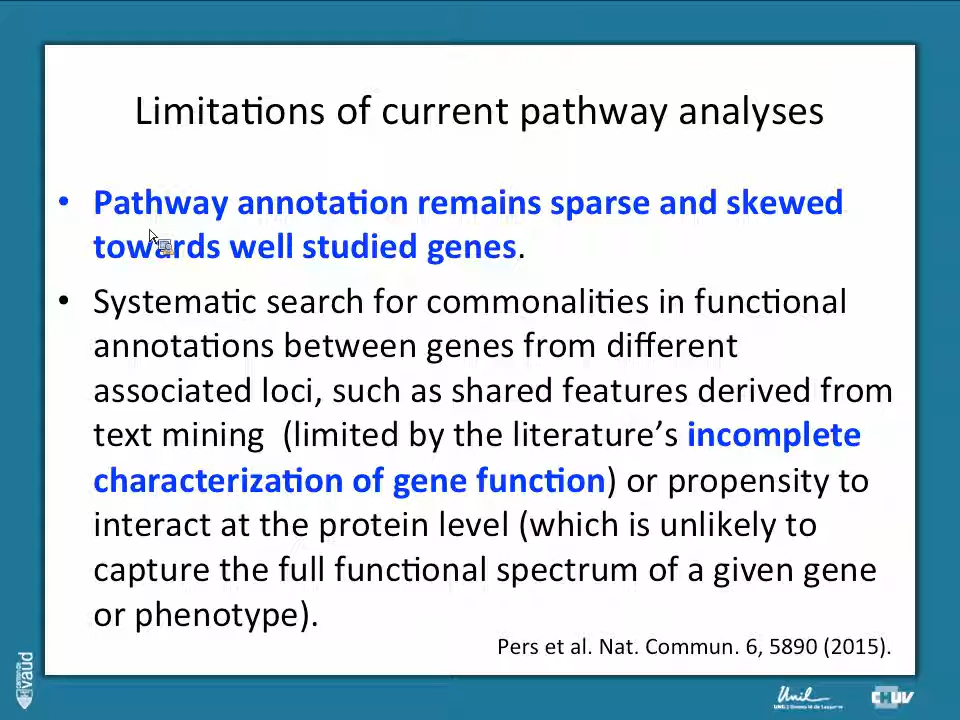 Limitations of current pathway analyses
• Pathway annotation remains sparse and skewed
towards well studied genes.
• Systematic search for commonalities in functional
annotations between genes from different
associated loci, such as shared features derived from
text mining  (limited by the literature’s incomplete
characterization of gene function) or propensity to
interact at the protein level (which is unlikely to
capture the full functional spectrum of a given gene
or phenotype).
Pers et al. Nat. Commun. 6, 5890 (2015).
vaud
Unil
CHUV